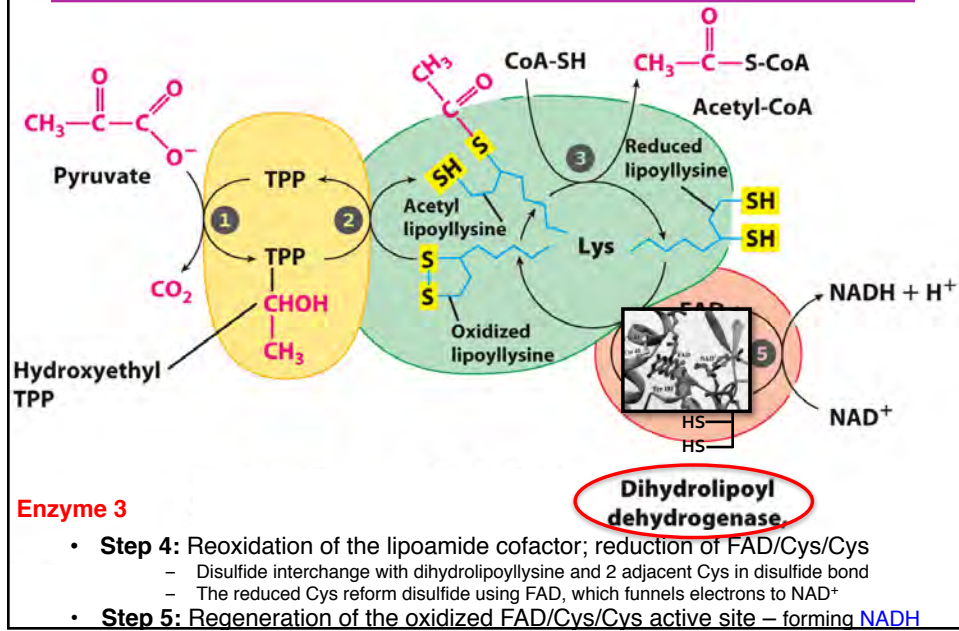 CH₃
C
O
S
SH
CoA-SH
O
CH₃—C—S-CoA
Acetyl-CoA
O
O
CH₃—C—C
O⁻
Pyruvate
TPP
1
TPP
CO₂
CHOH
CH₃
Hydroxyethyl
TPP
2
Acetyl
lipoyllysine
S
S
Oxidized
lipoyllysine
3
Lys
Reduced
lipoyllysine
SH
SH
FAD
FAD
NAD⁺
HS
HS
5
NADH + H⁺
NAD⁺
Dihydrolipoyl
dehydrogenase,
Enzyme 3
• Step 4: Reoxidation of the lipoamide cofactor; reduction of FAD/Cys/Cys
– Disulfide interchange with dihydrolipoyllysine and 2 adjacent Cys in disulfide bond
– The reduced Cys reform disulfide using FAD, which funnels electrons to NAD⁺
• Step 5: Regeneration of the oxidized FAD/Cys/Cys active site – forming NADH